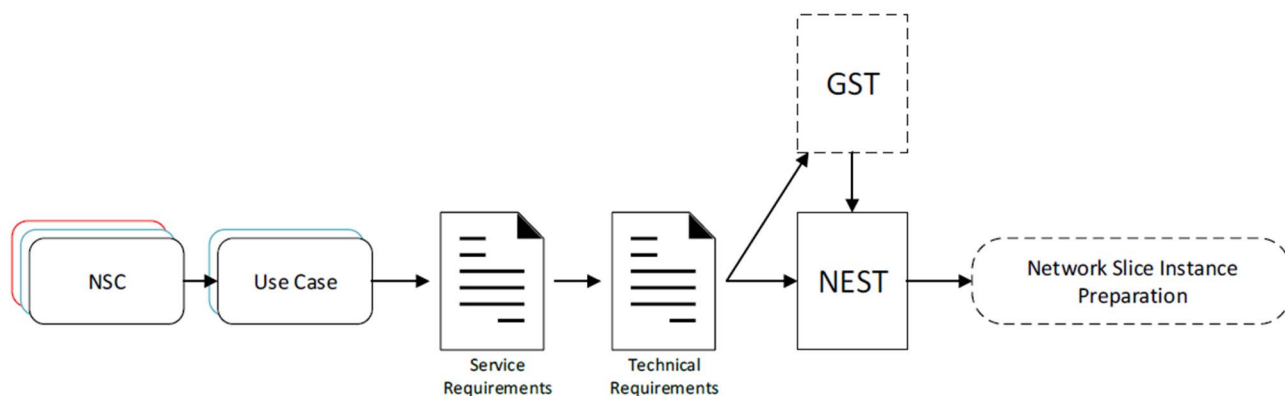 GST
NSC
Use Case
NEST
Network Slice Instance
Preparation
Service
Requirements
Technical
Requirements